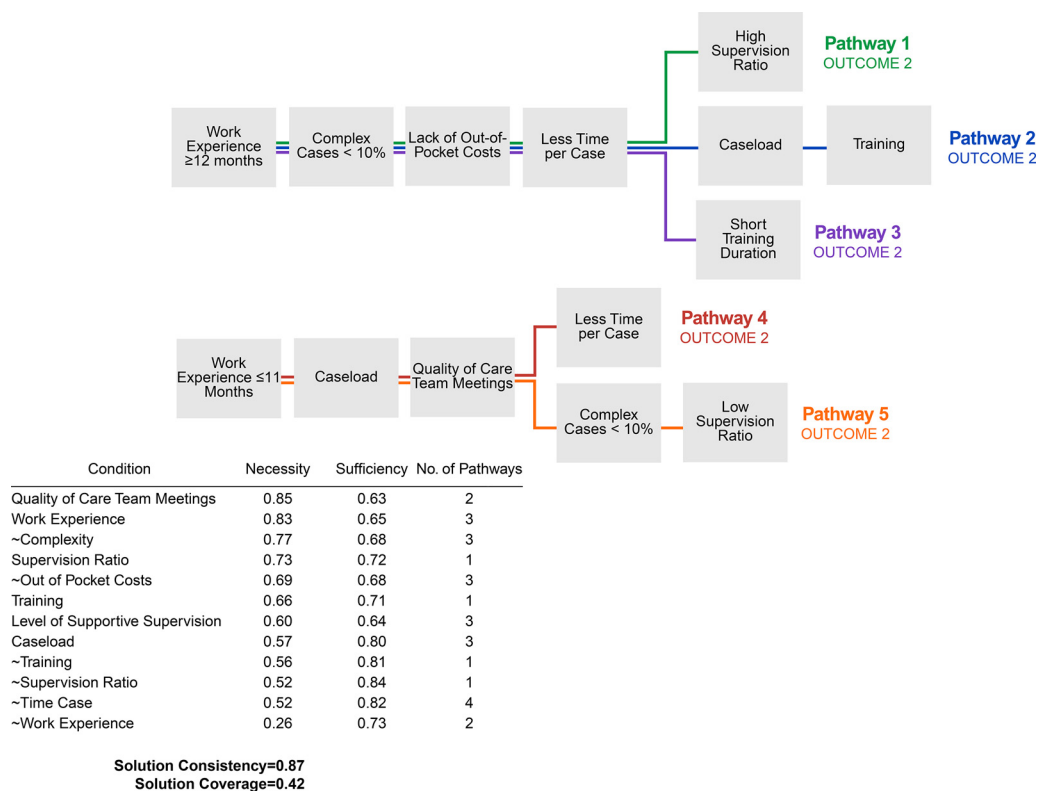 High
Supervision
Ratio
Pathway 1
OUTCOME 2
Work
Experience
≥12 months
Complex
Cases < 10%
Lack of Out-of-
Pocket Costs
Less Time
per Case
Caseload
Training
Pathway 2
OUTCOME 2
Short
Training
Duration
Pathway 3
OUTCOME 2
Less Time
per Case
Pathway 4
OUTCOME 2
Work
Experience ≤11
Months
Caseload
Quality of Care
Team Meetings
Complex
Cases < 10%
Low
Supervision
Ratio
Pathway 5
OUTCOME 2
Condition Necessity Sufficiency No. of Pathways
Quality of Care Team Meetings 0.85 0.63 2
Work Experience 0.83 0.65 3
~Complexity 0.77 0.68 3
Supervision Ratio 0.73 0.72 1
~Out of Pocket Costs 0.69 0.68 3
Training 0.66 0.71 1
Level of Supportive Supervision 0.60 0.64 3
Caseload 0.57 0.80 3
~Training 0.56 0.81 1
~Supervision Ratio 0.52 0.84 1
~Time Case 0.52 0.82 4
~Work Experience 0.26 0.73 2
Solution Consistency=0.87
Solution Coverage=0.42